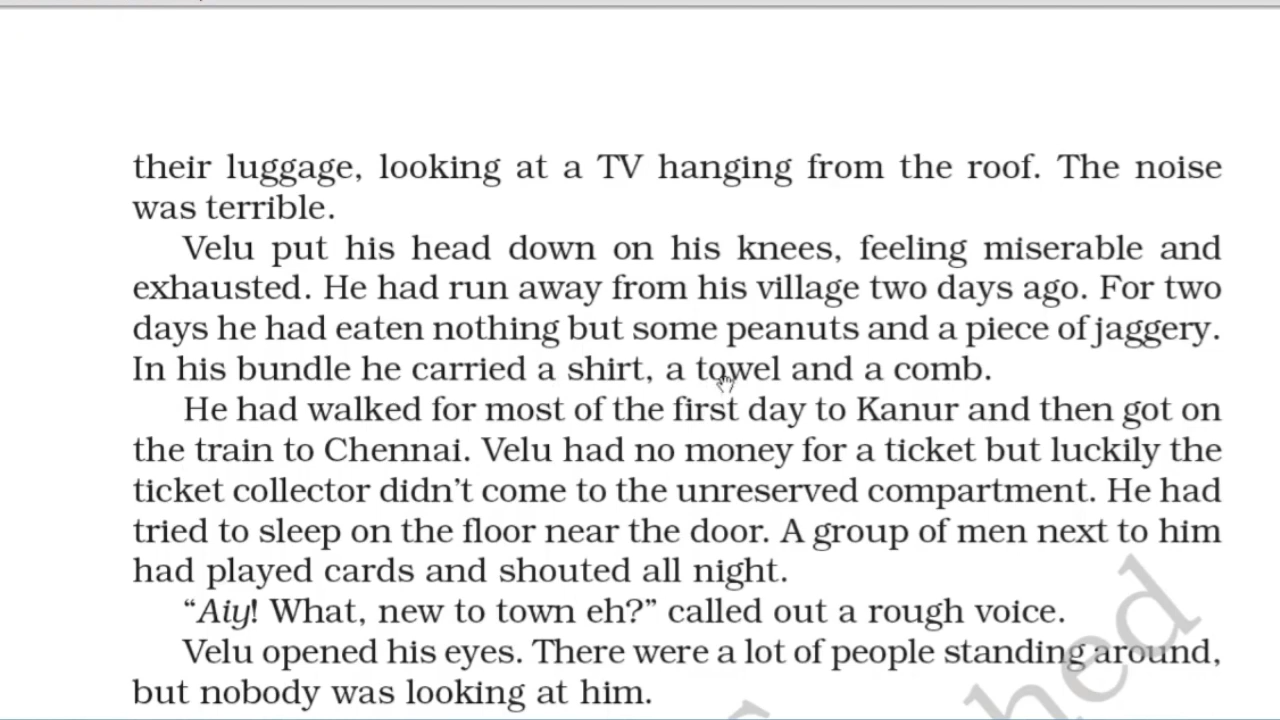 their luggage, looking at a TV hanging from the roof. The noise
was terrible.
Velu put his head down on his knees, feeling miserable and
exhausted. He had run away from his village two days ago. For two
days he had eaten nothing but some peanuts and a piece of jaggery.
In his bundle he carried a shirt, a towel and a comb.
He had walked for most of the first day to Kanur and then got on
the train to Chennai. Velu had no money for a ticket but luckily the
ticket collector didn’t come to the unreserved compartment. He had
tried to sleep on the floor near the door. A group of men next to him
had played cards and shouted all night.
“Aiy! What, new to town eh?” called out a rough voice.
Velu opened his eyes. There were a lot of people standing around,
but nobody was looking at him.